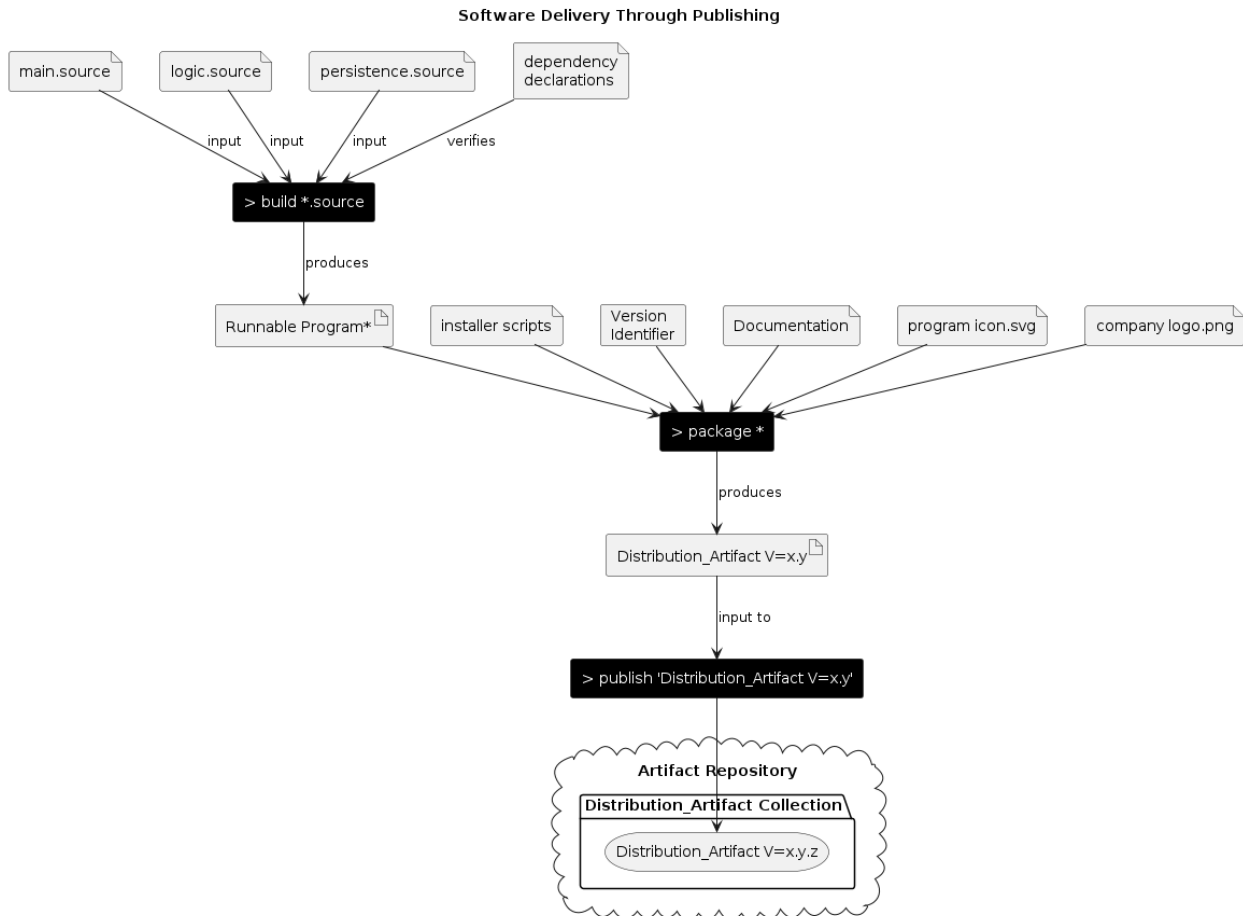 Software Delivery Through Publishing
main.source
logic.source
persistence.source
dependency
declarations
input
input
input
verifies
> build *.source
produces
Runnable Program*
installer scripts
Version
Identifier
Documentation
program icon.svg
company logo.png
> package *
produces
Distribution_Artifact V=x.y
input to
> publish 'Distribution_Artifact V=x.y'
Artifact Repository
Distribution_Artifact Collection
Distribution_Artifact V=x.y.z